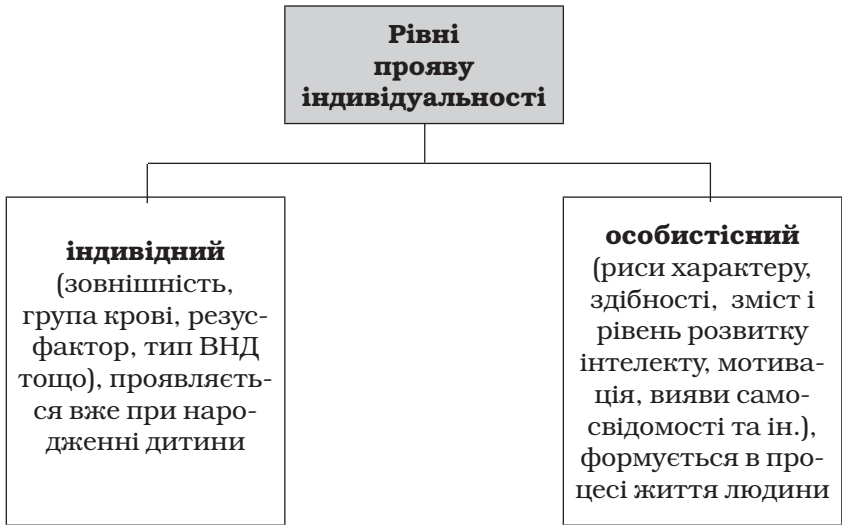 Рівні
прояву
індивідуальності
індивідний
(зовнішність,
група крові, резус-
фактор, тип ВНД
тощо), проявляєть-
ся вже при наро-
дженні дитини
особистісний
(риси характеру,
здібності, зміст і
рівень розвитку
інтелекту, мотива-
ція, вияви само-
свідомості та ін.),
формується в про-
цесі життя людини